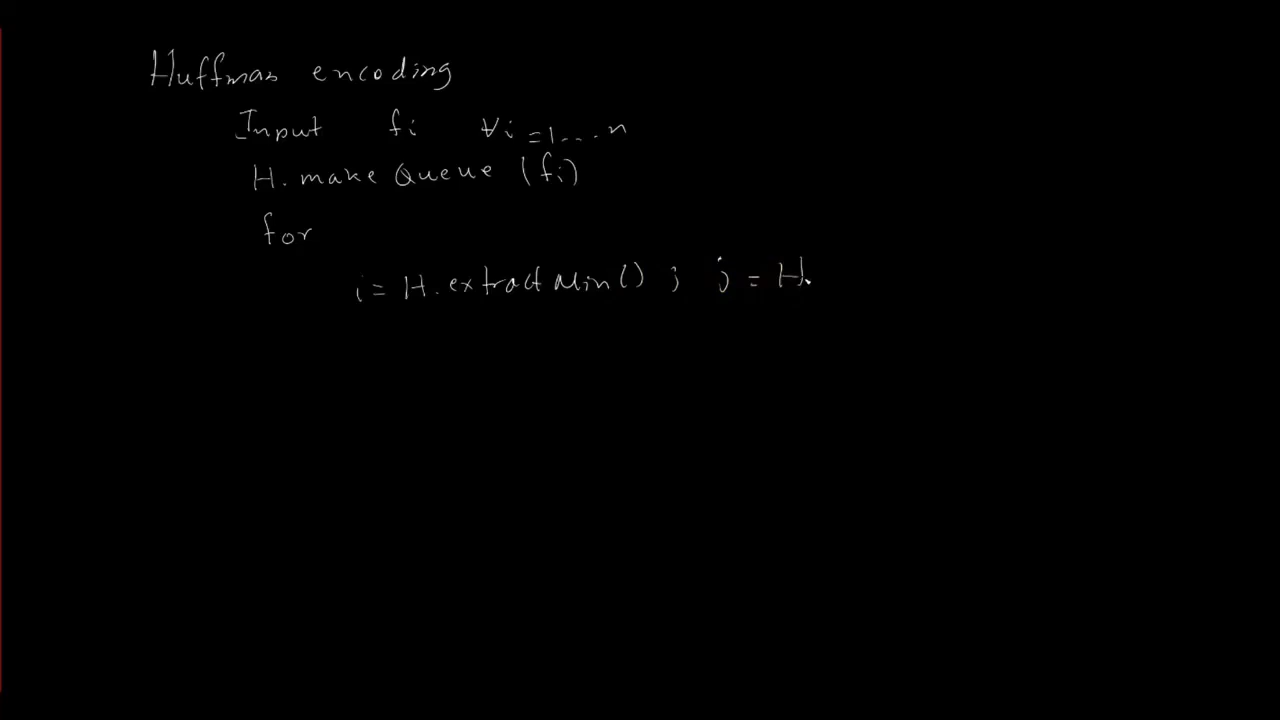 Huffman encoding
Input fi ∀i=1...n
H.makeQueue (fi)
for
i = H.extractMin() ; j = H.